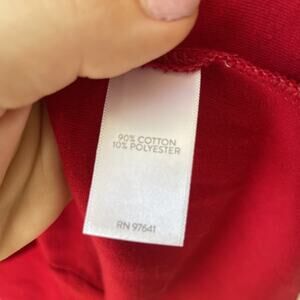 90% COTTON
10% POLYESTER
RN 97641